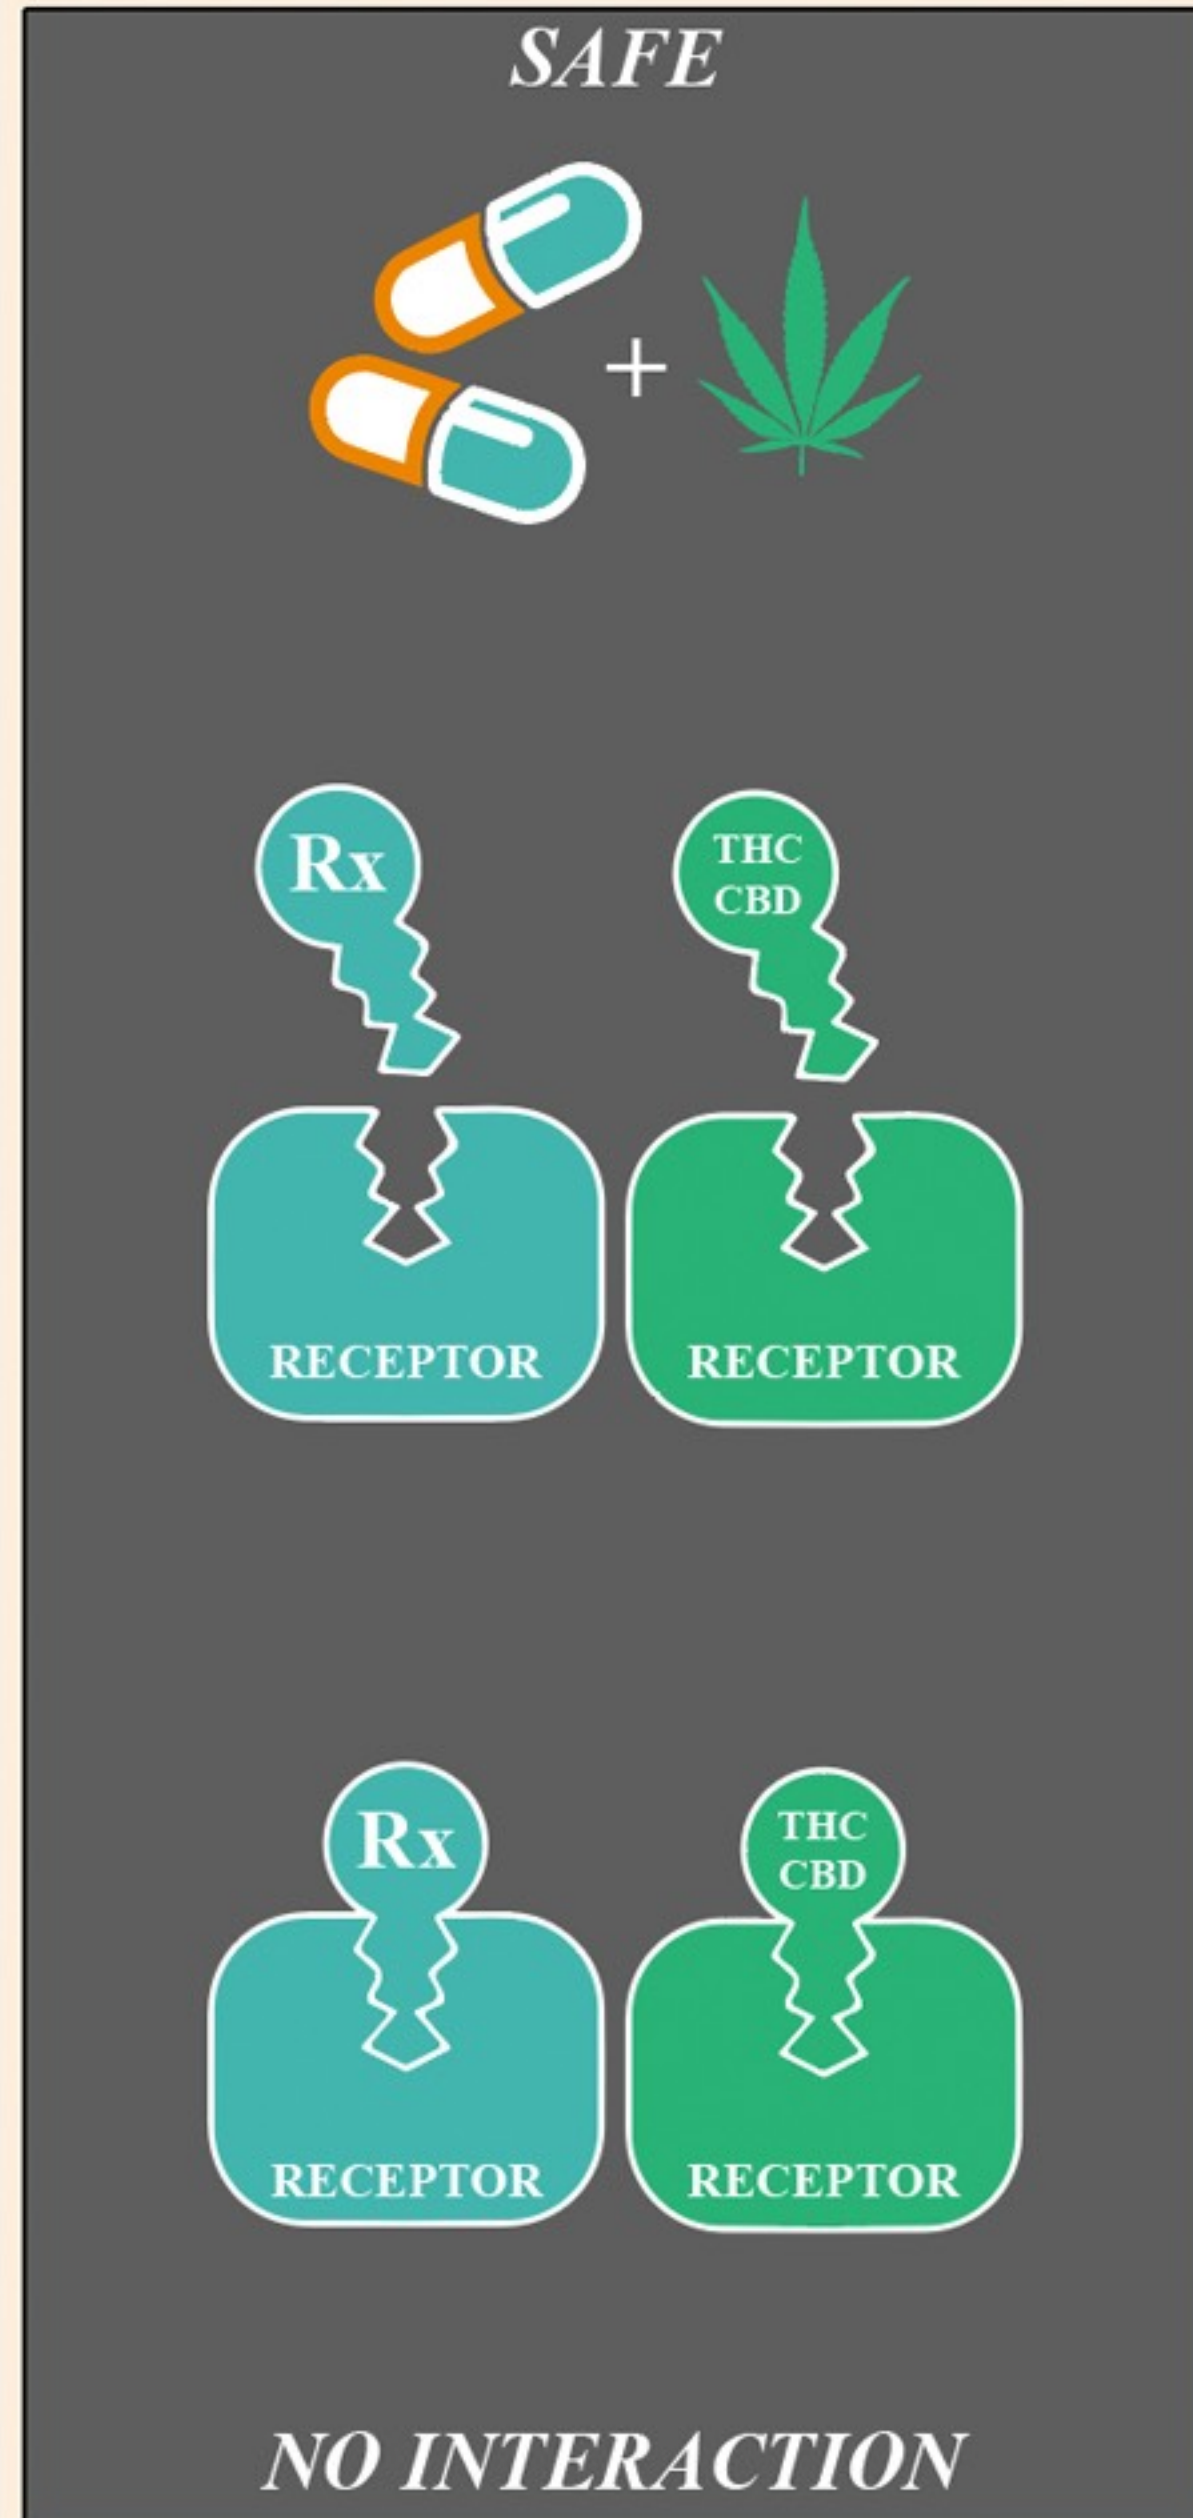 SAFE
+
Rx
THC
CBD
RECEPTOR
RECEPTOR
Rx
THC
CBD
RECEPTOR
RECEPTOR
NO INTERACTION